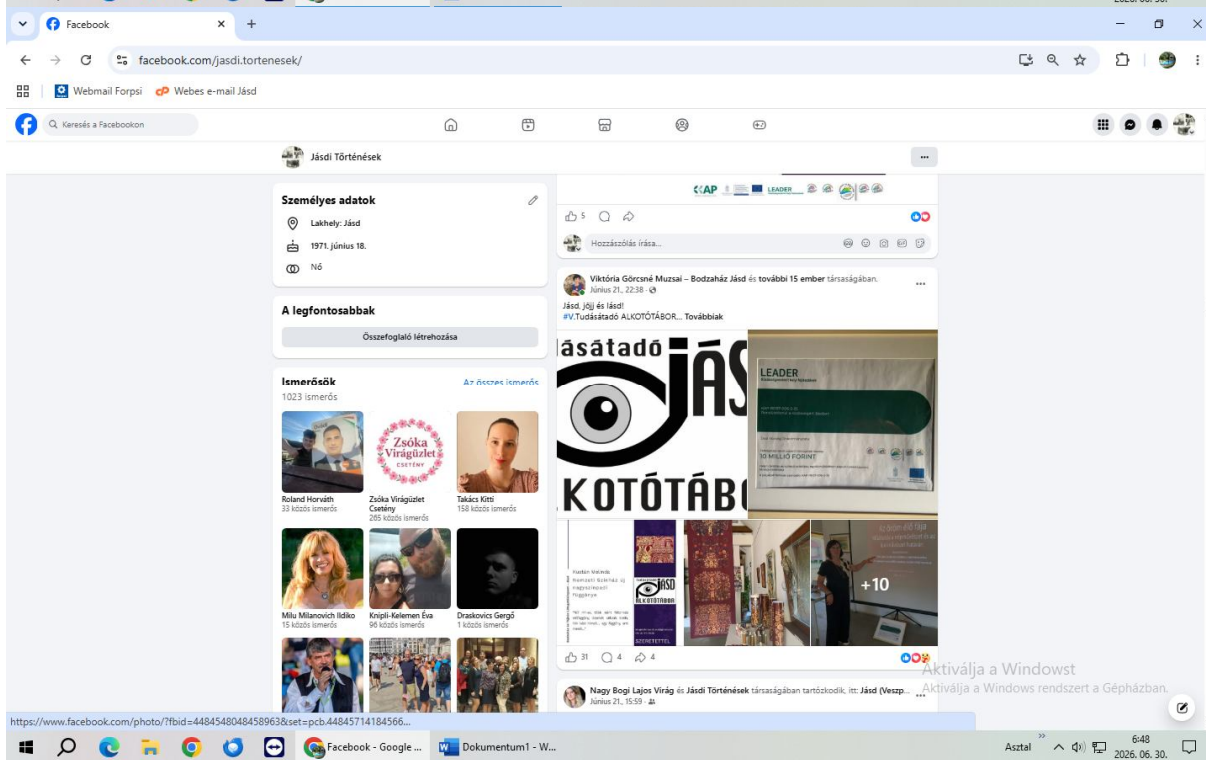 Facebook
facebook.com/jasdi.tortenesek/
Webmail Forpsi
Webes e-mail Jásd
Keresés a Facebookon
Jásdi Történések
Személyes adatok
Lakhely: Jásd
1971. június 18.
Nő
A legfontosabbak
Összefoglaló létrehozása
Ismerősök
Az összes ismerős
1023 ismerős
Zsóka
Virágüzlet
CSETÉNY
Roland Horváth
33 közös ismerős
Zsóka Virágüzlet
Csetény
265 közös ismerős
Takács Kitti
158 közös ismerős
Milu Milanovich Ildiko
15 közös ismerős
Knipli-Kelemen Éva
96 közös ismerős
Draskovics Gergő
1 közös ismerős
KAP
LEADER
5
Hozzászólás írása...
GIF
Viktória Görcsné Muzsai – Bodzaház Jásd és további 15 ember társaságában.
Június 21., 22:38 ·
Jásd, jöjj és lásd!
#V.Tudásátadó ALKOTÓTÁBOR... Továbbiak
ásátadó
JÁS
KOTÓTÁB
LEADER
10 MILLIÓ FORINT
JÁSD
ALKOTÓTÁBOR
SZERETETTEL
+10
31
4
4
Nagy Bogi Lajos Virág és Jásdi Történések társaságában tartózkodik, itt: Jásd (Veszp...
Június 21., 15:59 ·
Aktiválja a Windowst
Aktiválja a Windows rendszert a Gépházban.
https://www.facebook.com/photo/?fbid=4484548048458963&set=pcb.44845714184566...
Facebook - Google ...
Dokumentum1 - W...
Asztal
6:48
2026. 06. 30.